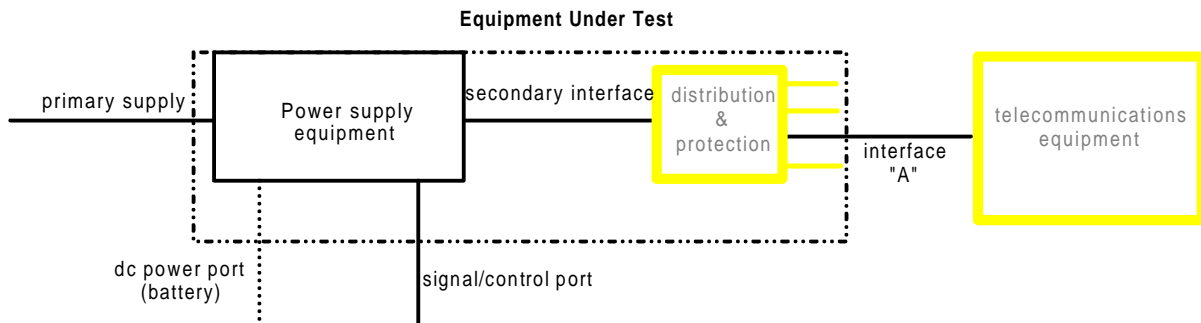 Equipment Under Test
primary supply
Power supply
equipment
secondary interface
distribution
&
protection
interface
"A"
telecommunications
equipment
dc power port
(battery)
signal/control port